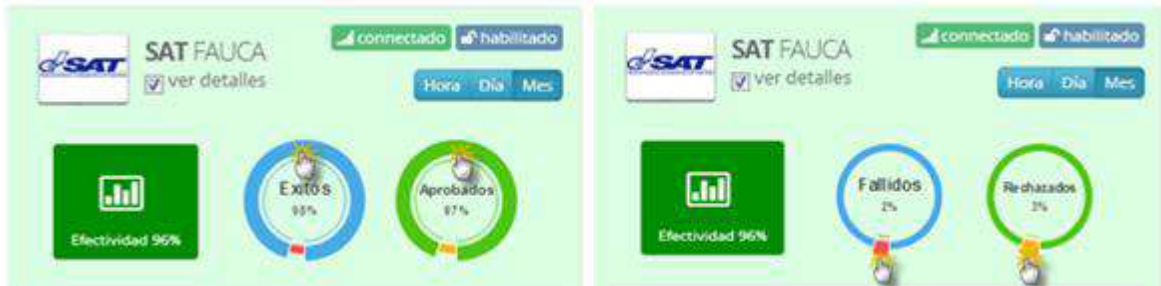 SAT
SAT FAUCA
ver detalles
connectado
habilitado
Hora Día Mes
Efectividad 96%
Exitos
Aprobados
97%
SAT
SAT FAUCA
ver detalles
connectado
habilitado
Hora Día Mes
Efectividad 96%
Fallidos
2%
Rechazados